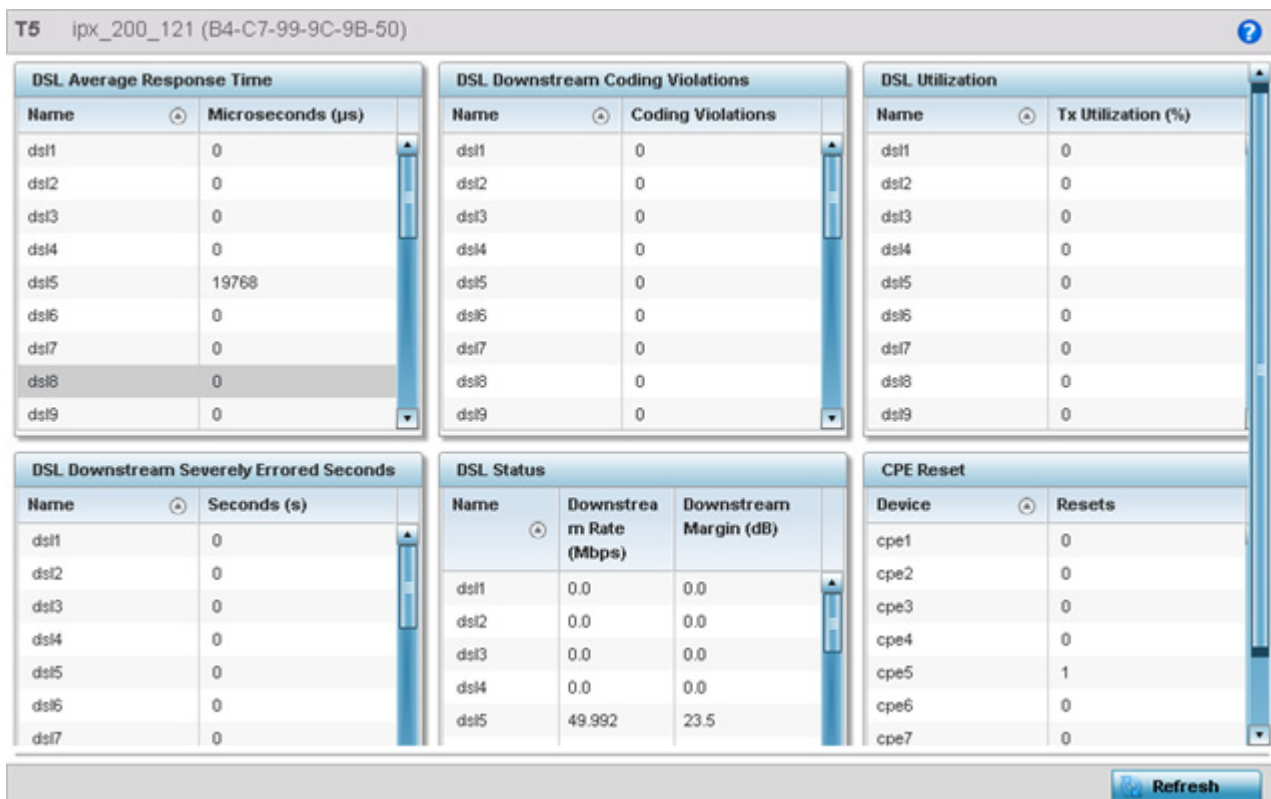 T5 ipx_200_121 (B4-C7-99-9C-9B-50)
?
DSL Average Response Time
Name Microseconds (µs)
dsl1 0
dsl2 0
dsl3 0
dsl4 0
dsl5 19768
dsl6 0
dsl7 0
dsl8 0
dsl9 0
DSL Downstream Coding Violations
Name Coding Violations
dsl1 0
dsl2 0
dsl3 0
dsl4 0
dsl5 0
dsl6 0
dsl7 0
dsl8 0
dsl9 0
DSL Utilization
Name Tx Utilization (%)
dsl1 0
dsl2 0
dsl3 0
dsl4 0
dsl5 0
dsl6 0
dsl7 0
dsl8 0
dsl9 0
DSL Downstream Severely Errored Seconds
Name Seconds (s)
dsl1 0
dsl2 0
dsl3 0
dsl4 0
dsl5 0
dsl6 0
dsl7 0
DSL Status
Name Downstrea Downstream
m Rate Margin (dB)
(Mbps)
dsl1 0.0 0.0
dsl2 0.0 0.0
dsl3 0.0 0.0
dsl4 0.0 0.0
dsl5 49.992 23.5
CPE Reset
Device Resets
cpe1 0
cpe2 0
cpe3 0
cpe4 0
cpe5 1
cpe6 0
cpe7 0
Refresh